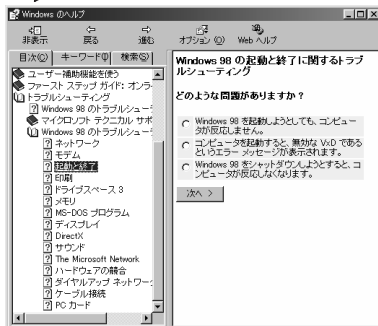 Windows のヘルプ
非表示 戻る 進む オプション(O) Web ヘルプ
目次(C) キーワード(N) 検索(S)
ユーザー補助機能を使う
ファースト ステップ ガイド: オンラ
トラブルシューティング
Windows 98 のトラブルシュー
マイクロソフト テクニカル サポ
Windows 98 のトラブルシュー
ネットワーク
モデム
起動と終了
印刷
ドライブスペース 3
メモリ
MS-DOS プログラム
ディスプレイ
DirectX
サウンド
The Microsoft Network
ハードウェアの競合
ダイヤルアップ ネットワー
ケーブル接続
PC カード
Windows 98 の起動と終了に関するトラブ
ルシューティング
どのような問題がありますか ?
Windows 98 を起動しようとしても、コンピュー
タが反応しません。
コンピュータを起動すると、無効な VxD である
というエラー メッセージが表示されます。
Windows 98 をシャットダウンしようとすると、コ
ンピュータが反応しなくなります。
次へ >